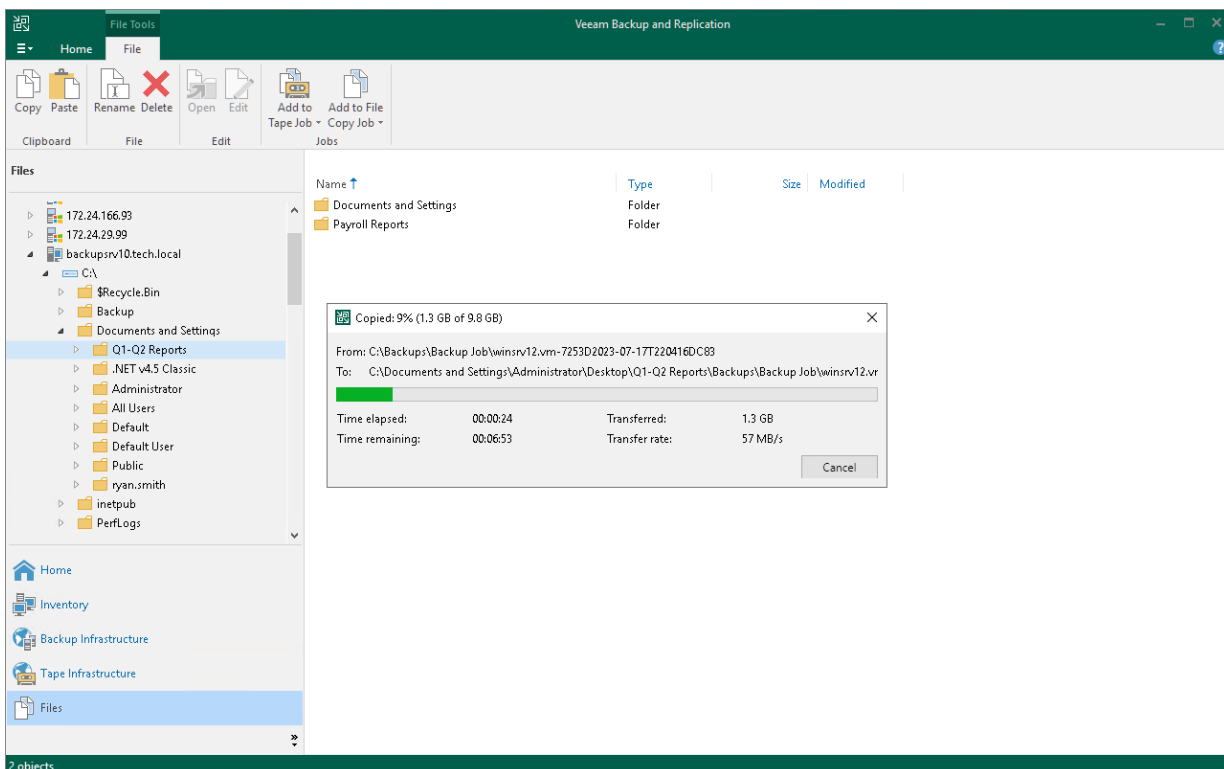 File Tools
Veeam Backup and Replication
Home
File
Copy
Paste
Rename
Delete
Open
Edit
Add to
Tape Job
Add to File
Copy Job
Clipboard
File
Edit
Jobs
Files
Name
Type
Size
Modified
172.24.166.93
172.24.29.99
backupsrv10.tech.local
C:\
$Recycle.Bin
Backup
Documents and Settings
Q1-Q2 Reports
.NET v4.5 Classic
Administrator
All Users
Default
Default User
Public
ryan.smith
inetpub
PerfLogs
Documents and Settings
Folder
Payroll Reports
Folder
Copied: 9% (1.3 GB of 9.8 GB)
From: C:\Backups\Backup Job\winsrv12.vm-7253D2023-07-17T220416DC83
To: C:\Documents and Settings\Administrator\Desktop\Q1-Q2 Reports\Backups\Backup Job\winsrv12.vr
Time elapsed: 00:00:24 Transferred: 1.3 GB
Time remaining: 00:06:53 Transfer rate: 57 MB/s
Cancel
Home
Inventory
Backup Infrastructure
Tape Infrastructure
Files
2 objects